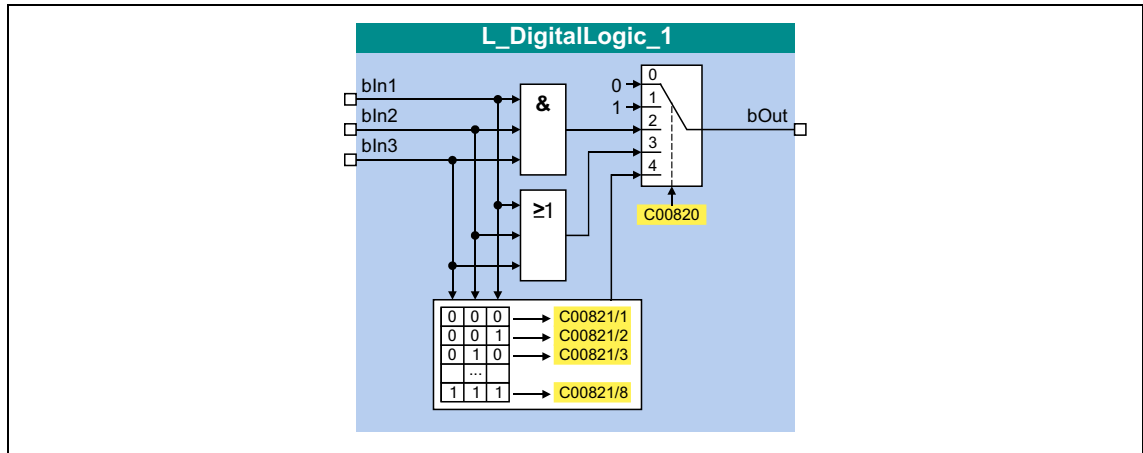 L_DigitalLogic_1
bIn1
bIn2
bIn3
&
≥1
0
0
1
1
2
3
4
bOut
C00820
0 0 0 C00821/1
0 0 1 C00821/2
0 1 0 C00821/3
...
1 1 1 C00821/8